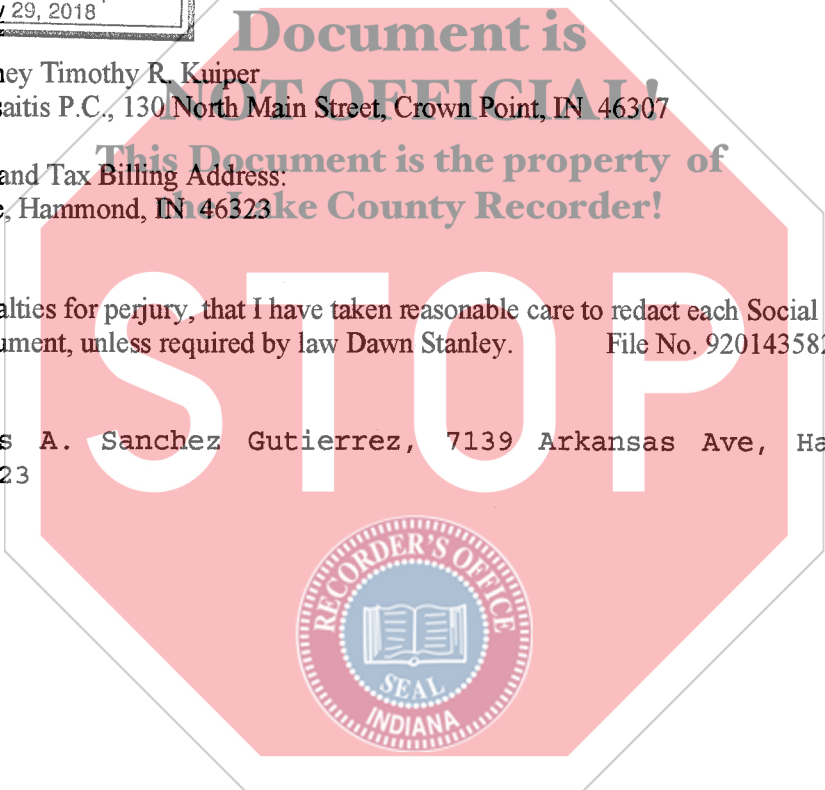 29, 2018
Document is
ney Timothy R. Kuiper
NOT OFFICIAL!
aitis P.C., 130 North Main Street, Crown Point, IN 46307
This Document is the property of
and Tax Billing Address:
the Lake County Recorder!
, Hammond, IN 46323
alties for perjury, that I have taken reasonable care to redact each Social
ument, unless required by law Dawn Stanley. File No. 92014358
STOP
s A. Sanchez Gutierrez, 7139 Arkansas Ave, Ha
23
RECORDER'S OFFICE
SEAL
INDIANA